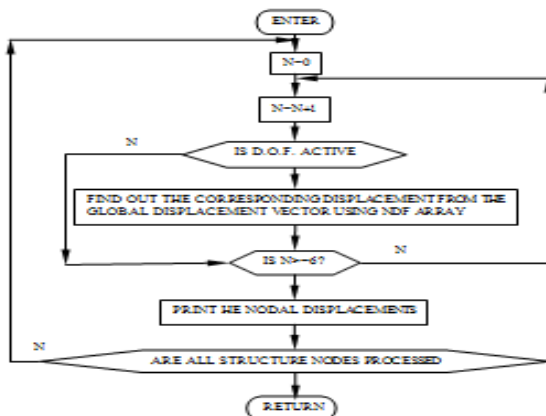 ENTER
N=0
N=N+1
N
IS D.O.F. ACTIVE
FIND OUT THE CORRESPONDING DISPLACEMENT FROM THE
GLOBAL DISPLACEMENT VECTOR USING NDF ARRAY
N
IS N>=6?
PRINT HE NODAL DISPLACEMENTS
N
ARE ALL STRUCTURE NODES PROCESSED
RETURN